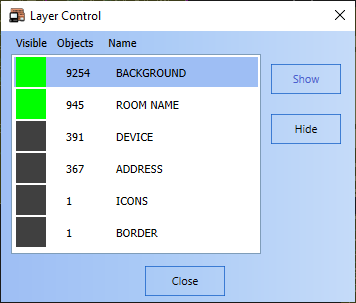 Layer Control
Visible Objects Name
9254 BACKGROUND
945 ROOM NAME
391 DEVICE
367 ADDRESS
1 ICONS
1 BORDER
Show
Hide
Close